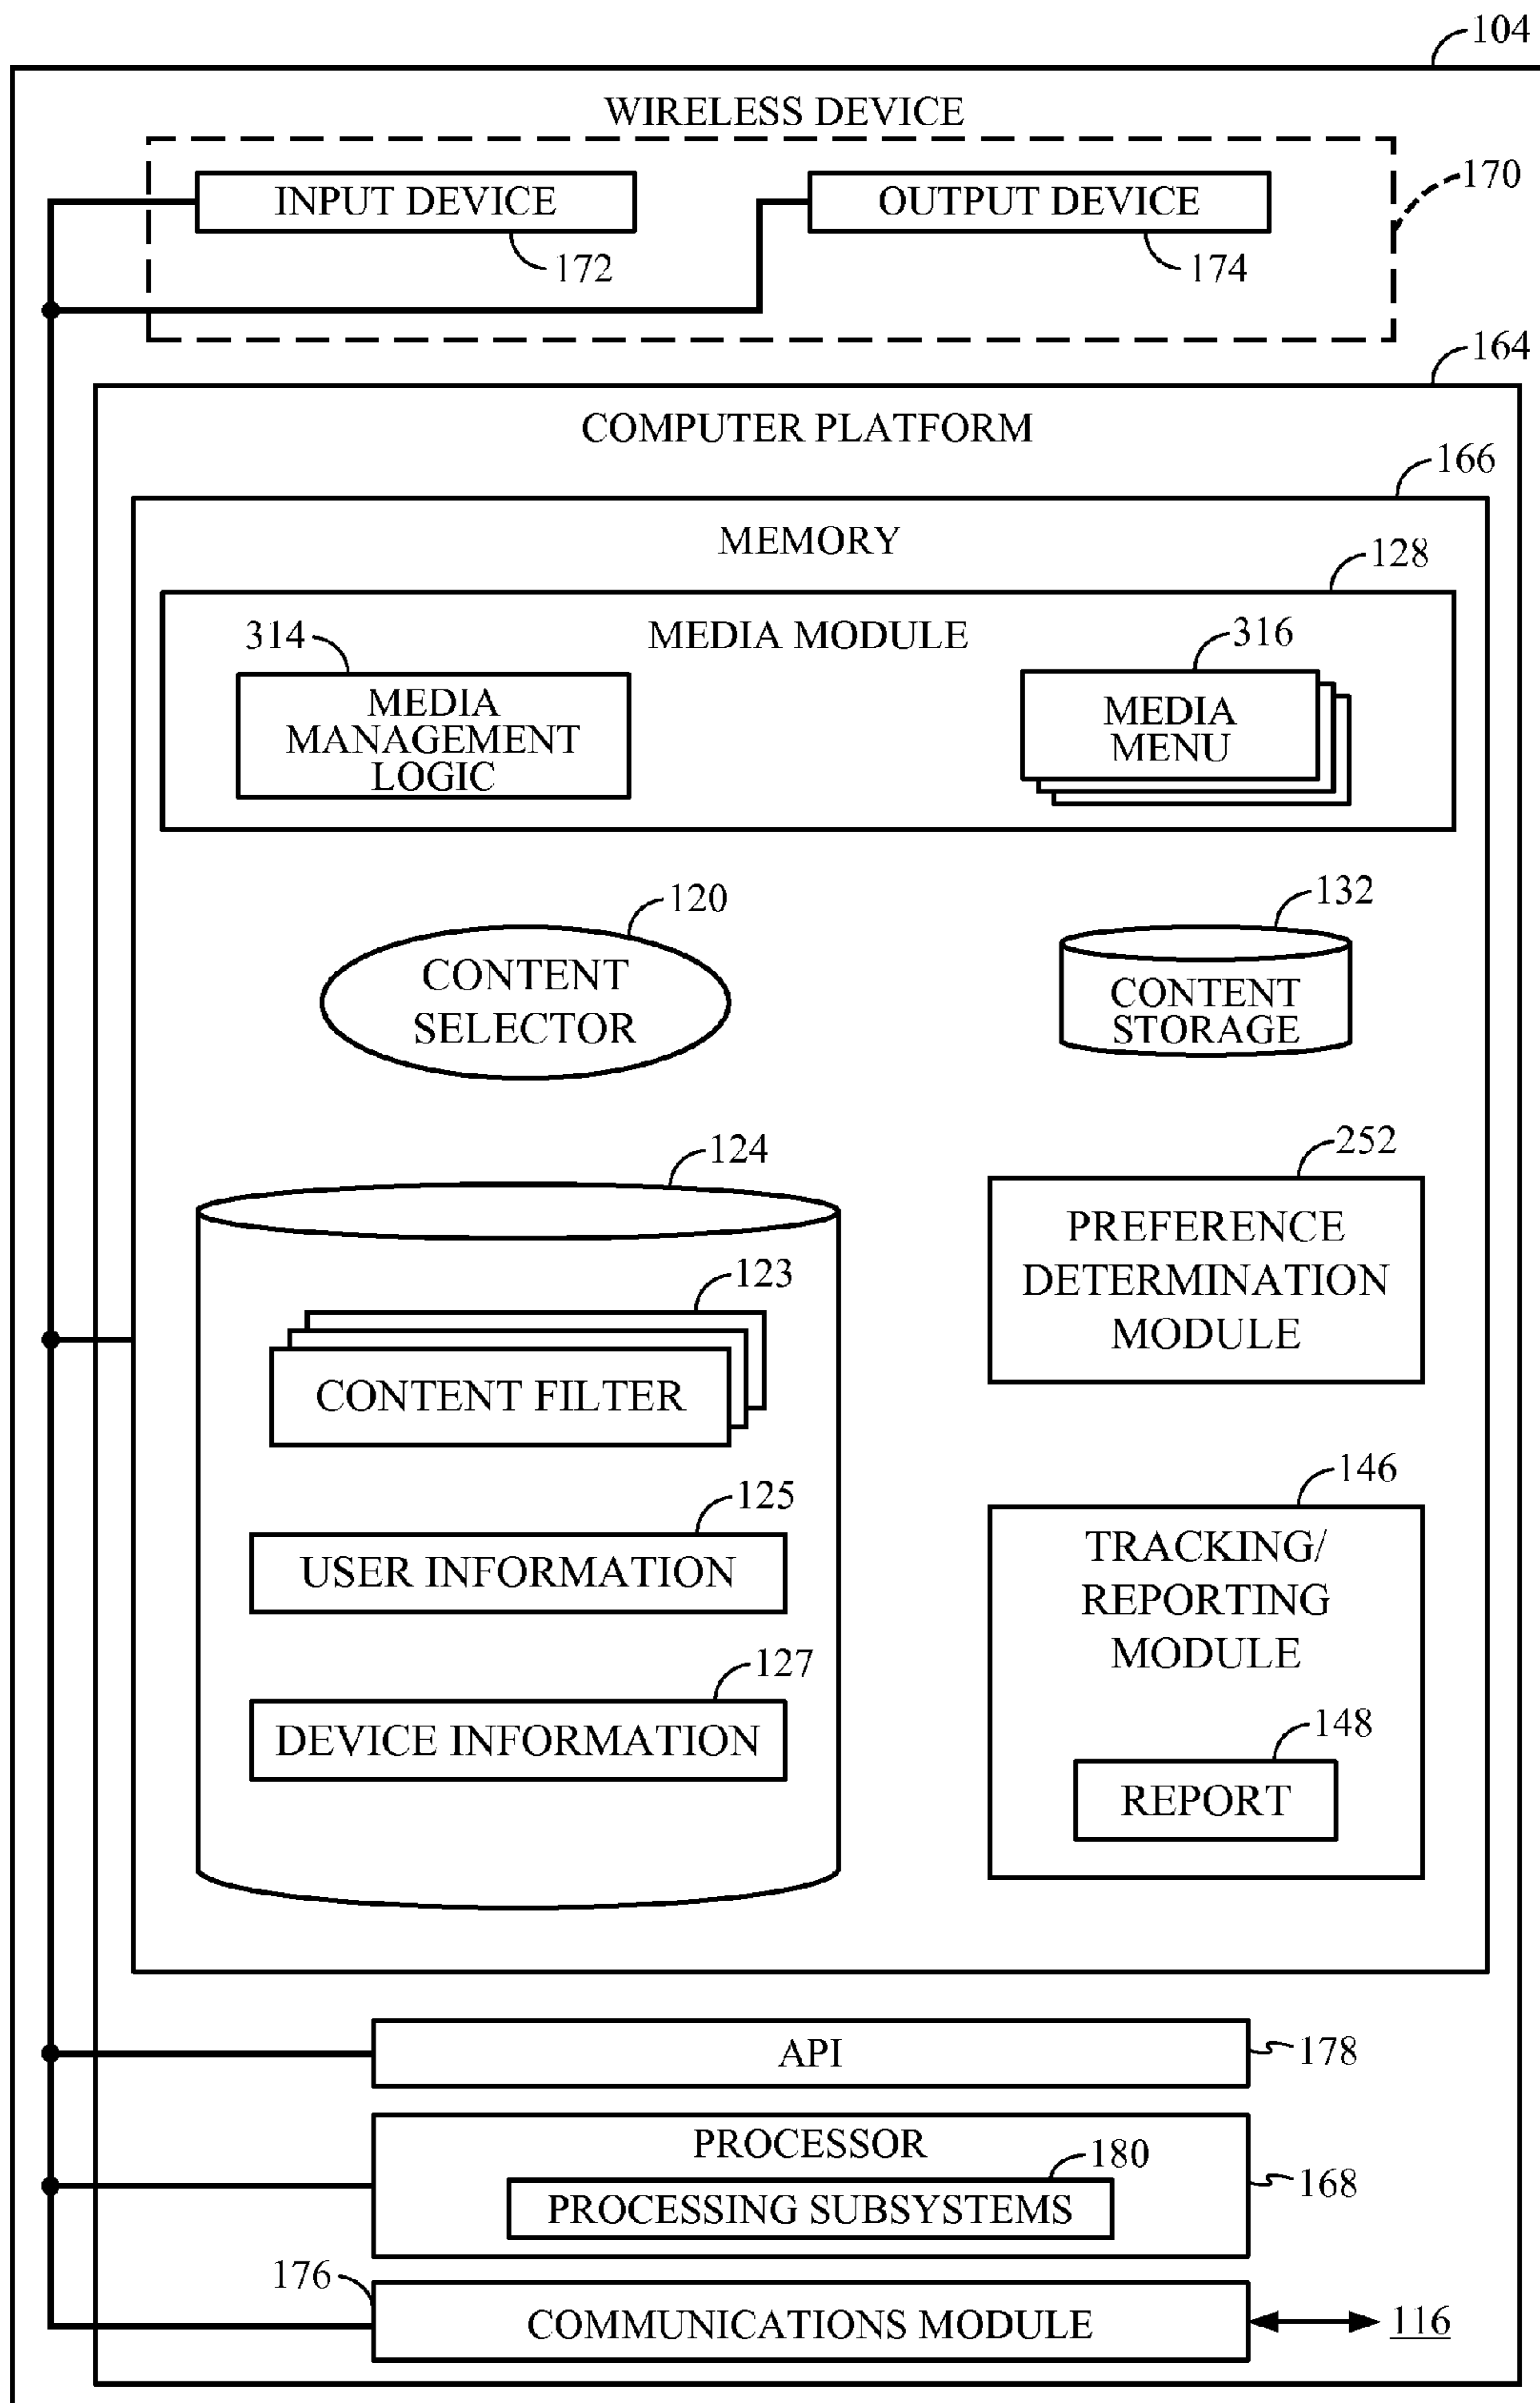 104
WIRELESS DEVICE
170
INPUT DEVICE
OUTPUT DEVICE
172
174
164
COMPUTER PLATFORM
166
MEMORY
128
314
MEDIA MODULE
316
MEDIA
MANAGEMENT
LOGIC
MEDIA
MENU
120
132
CONTENT
SELECTOR
CONTENT
STORAGE
124
252
123
PREFERENCE
DETERMINATION
MODULE
CONTENT FILTER
146
125
TRACKING/
REPORTING
MODULE
USER INFORMATION
127
DEVICE INFORMATION
148
REPORT
API
178
PROCESSOR
180
PROCESSING SUBSYSTEMS
168
176
COMMUNICATIONS MODULE
116